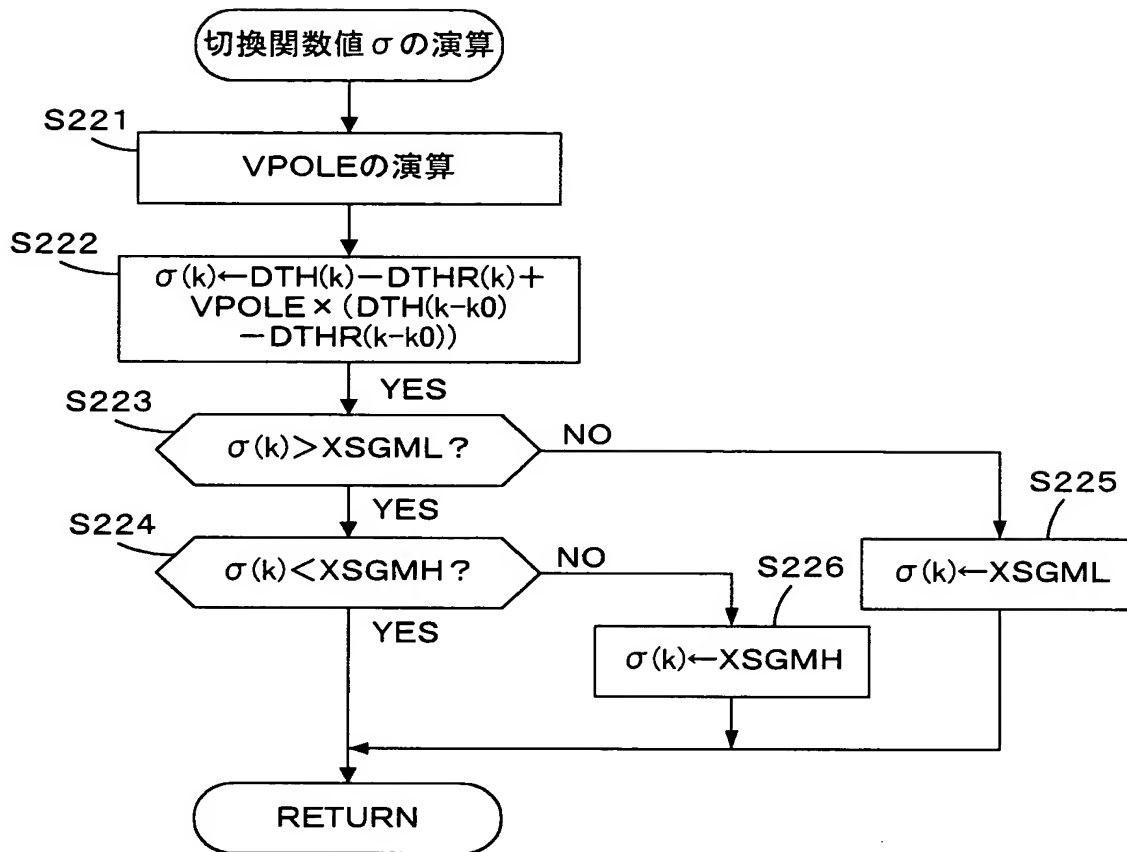 切換関数値σの演算
S221
VPOLEの演算
S222
σ(k)←DTH(k)−DTHR(k)+
VPOLE×(DTH(k-k0)
−DTHR(k-k0))
YES
S223
σ(k)>XSGML?
NO
YES
S225
σ(k)←XSGML
S224
σ(k)<XSGMH?
NO
S226
σ(k)←XSGMH
YES
RETURN